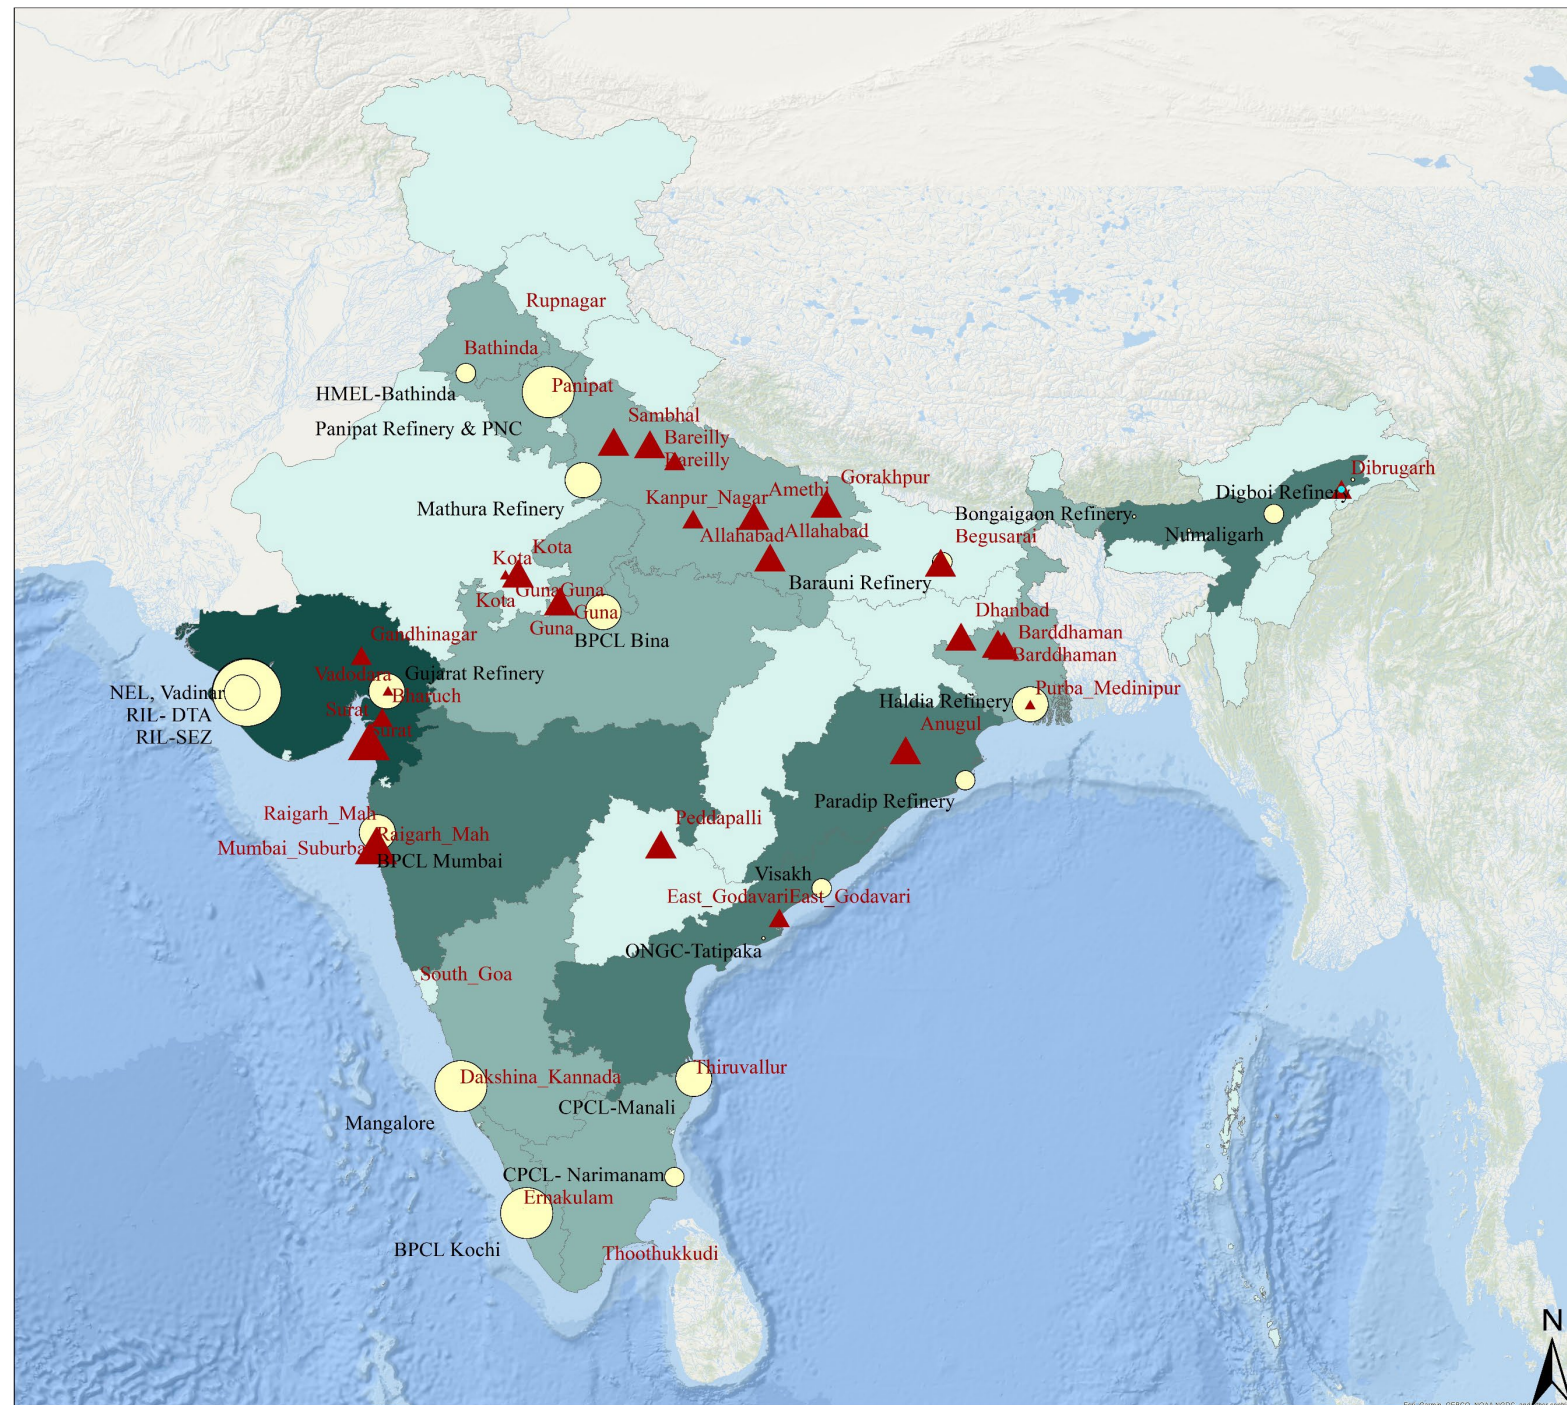 Rupnagar
Bathinda
HMEL-Bathinda
Panipat
Panipat Refinery & PNC
Sambhal
Bareilly
Bareilly
Mathura Refinery
Kanpur_Nagar
Amethi
Gorakhpur
Allahabad
Allahabad
Dibrugarh
Digboi Refinery
Bongaigaon Refinery
Numaligarh
Begusarai
Barauni Refinery
Kota
Kota
Kota
Guna
Guna
Guna
Guna
BPCL Bina
Dhanbad
Barddhaman
Barddhaman
Gandhinagar
Vadodara
Gujarat Refinery
Bharuch
NEL, Vadinar
RIL- DTA
RIL-SEZ
Surat
Surat
Haldia Refinery
Purba_Medinipur
Anugul
Paradip Refinery
Raigarh_Mah
Raigarh_Mah
Mumbai_Suburba
BPCL Mumbai
Peddapalli
Visakh
East_Godavari
East_Godavari
ONGC-Tatipaka
South_Goa
Dakshina_Kannada
Mangalore
Thiruvallur
CPCL-Manali
CPCL- Narimanam
Ernakulam
BPCL Kochi
Thoothukkudi
N